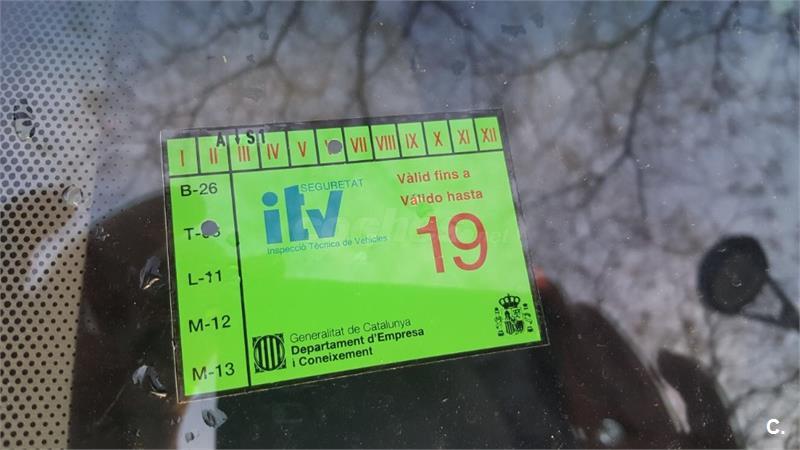 A S1
I II III IV V VII VIII IX X XI XII
B-26
L-11
M-12
M-13
SEGURETAT
itv
Inspecció Tècnica de Vehicles
Vàlid fins a
Válido hasta
19
Generalitat de Catalunya
Departament d'Empresa
i Coneixement
C.